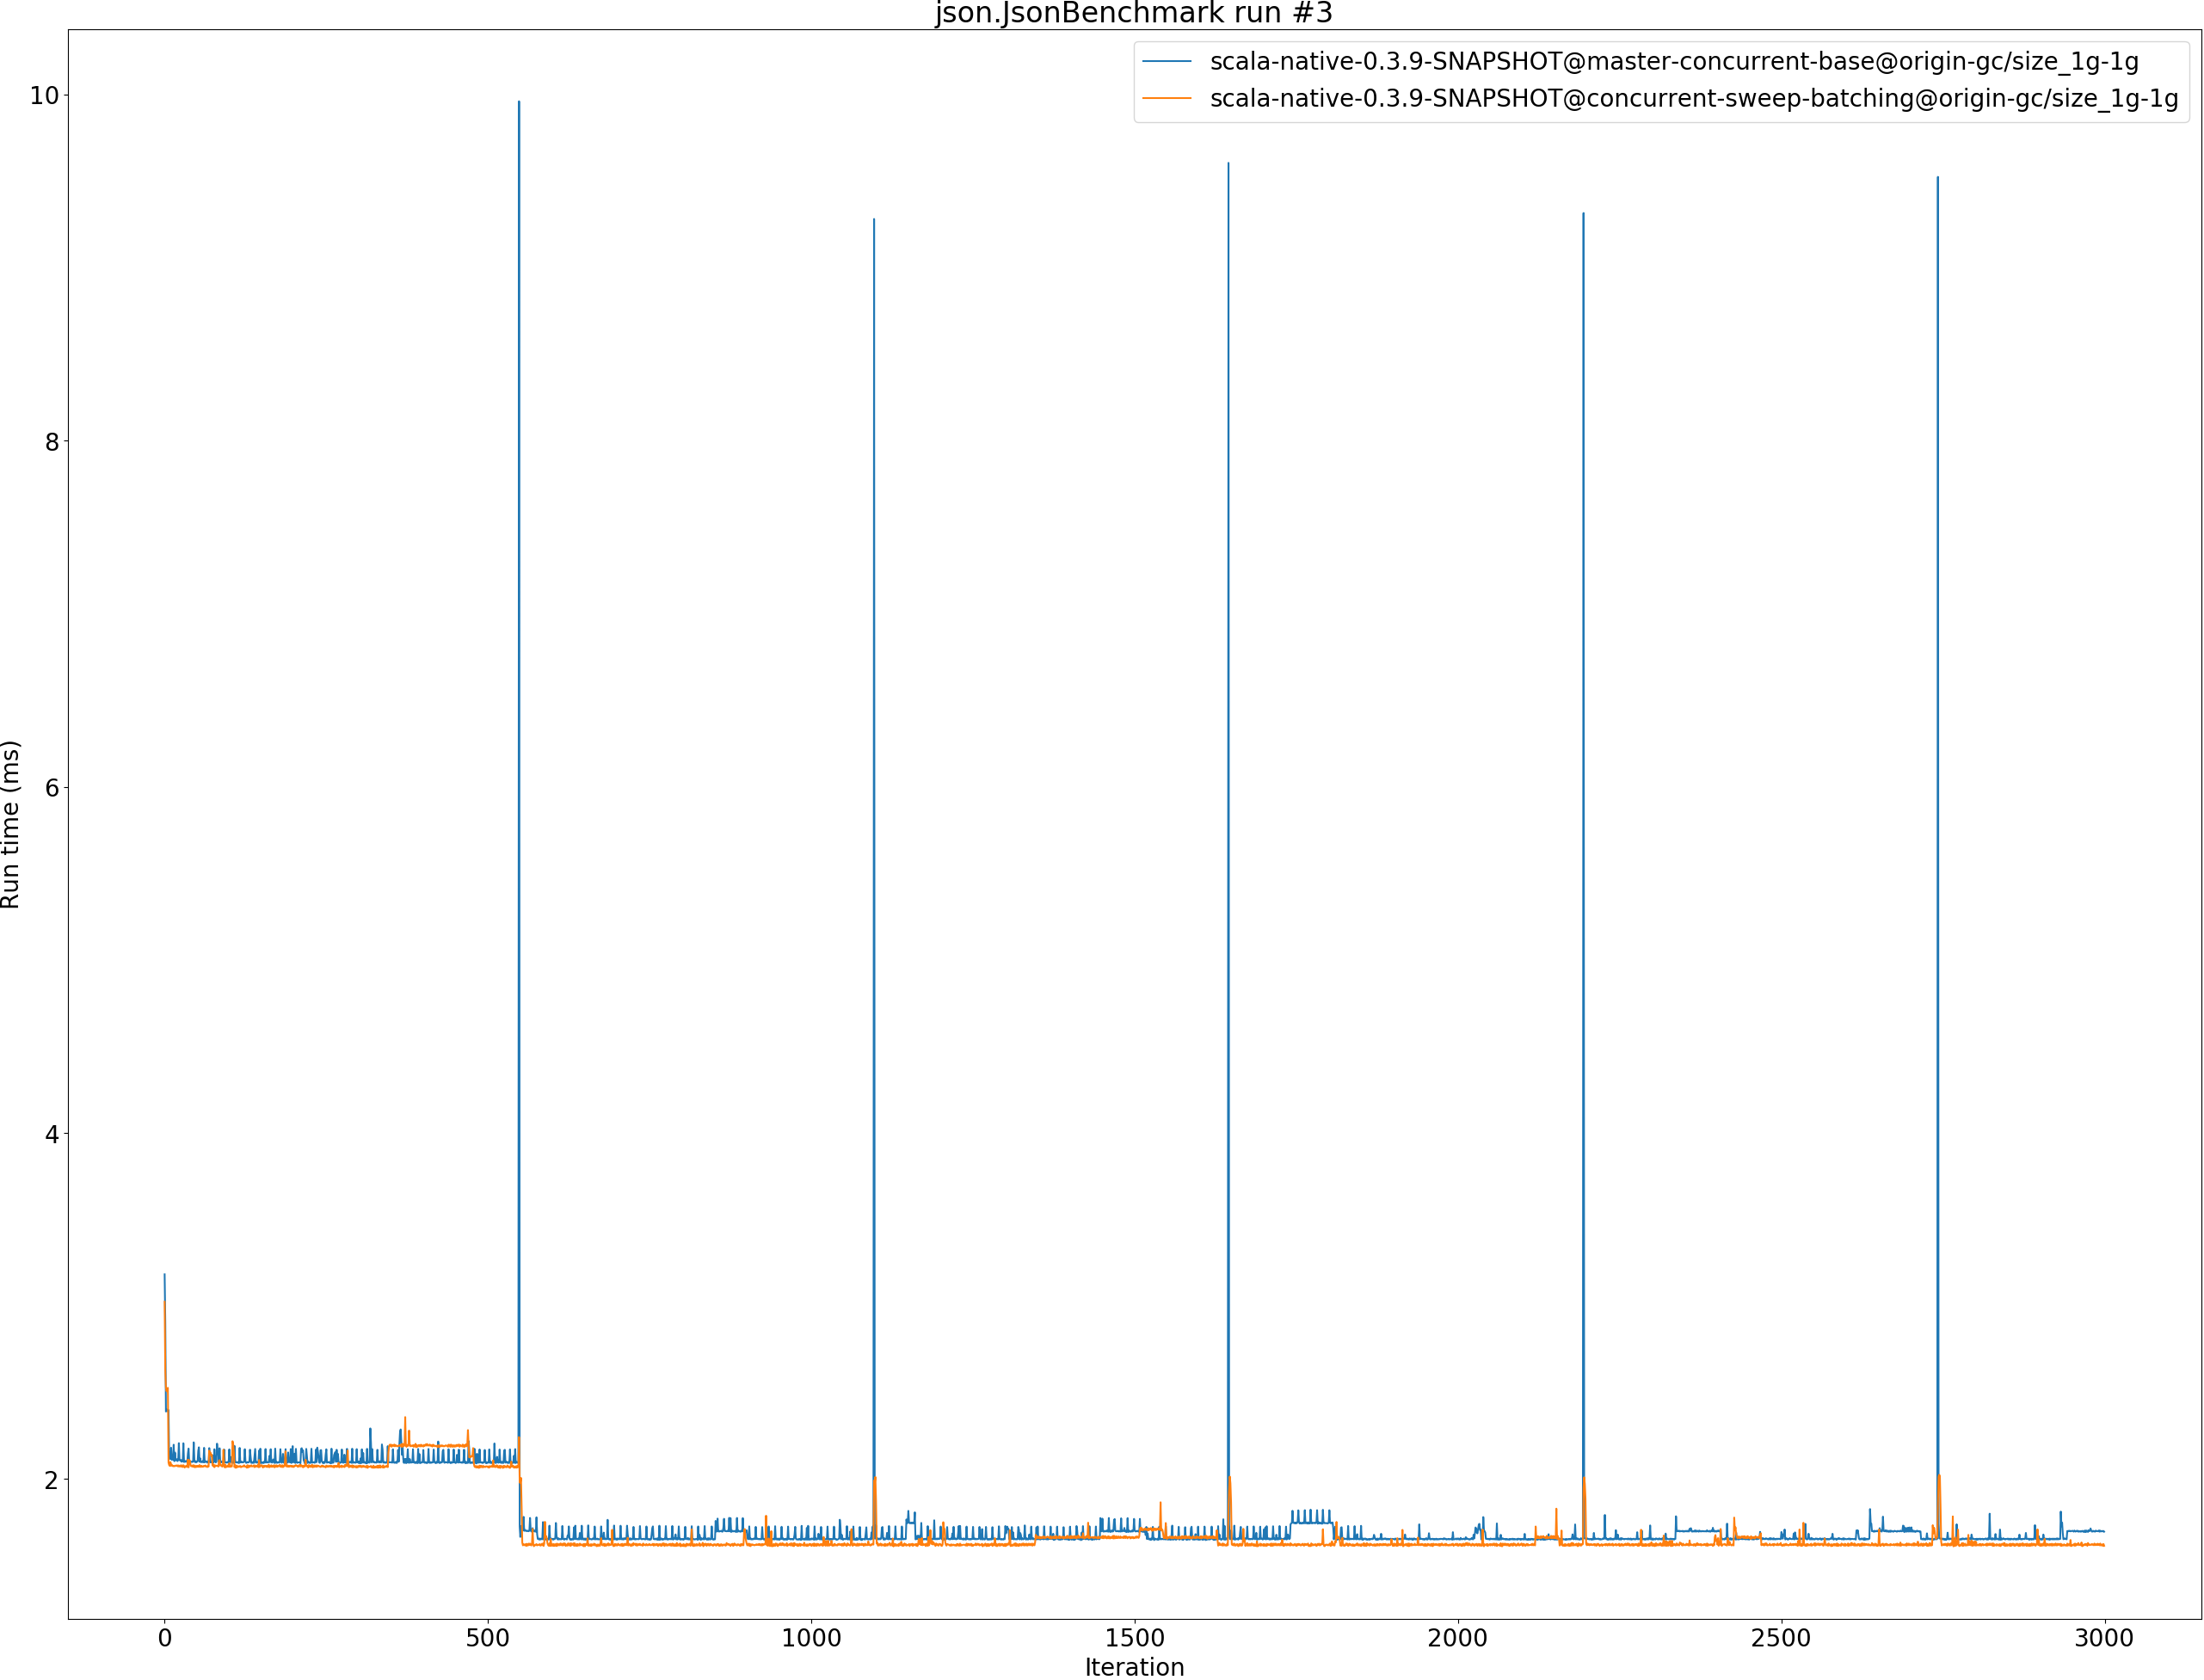 json.JsonBenchmark run #3
scala-native-0.3.9-SNAPSHOT@master-concurrent-base@origin-gc/size_1g-1g
scala-native-0.3.9-SNAPSHOT@concurrent-sweep-batching@origin-gc/size_1g-1g
10
8
6
4
2
Run time (ms)
0 500 1000 1500 2000 2500 3000
Iteration